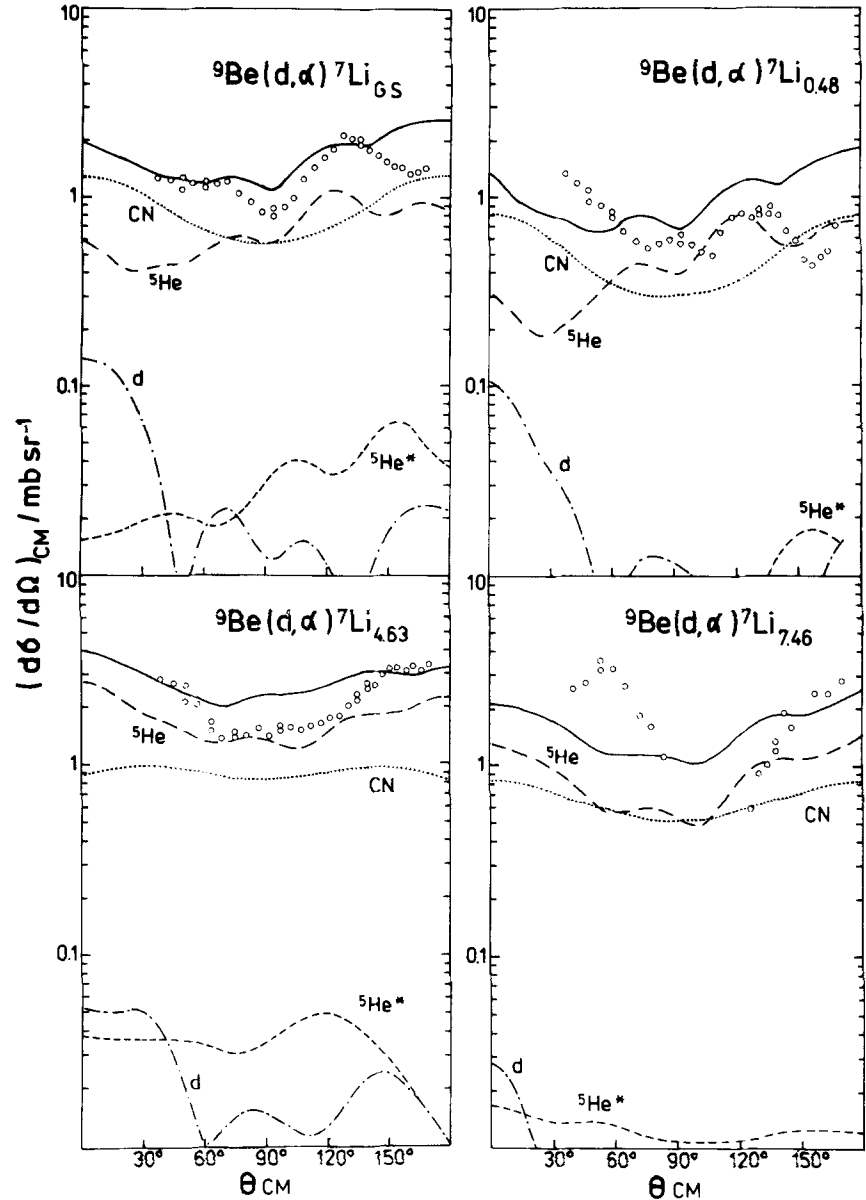 10
⁹Be(d,α)⁷Li_GS
1
CN
⁵He
0.1
d
⁵He*
⁹Be(d,α)⁷Li_0.48
CN
⁵He
d
⁵He*
(dσ/dΩ)_CM / mb sr⁻¹
10
⁹Be(d,α)⁷Li_4.63
⁵He
1
CN
0.1
⁵He*
d
30° 60° 90° 120° 150°
θ CM
⁹Be(d,α)⁷Li_7.46
⁵He
CN
d
⁵He*
30° 60° 90° 120° 150°
θ CM
10
1
0.1
10
1
0.1